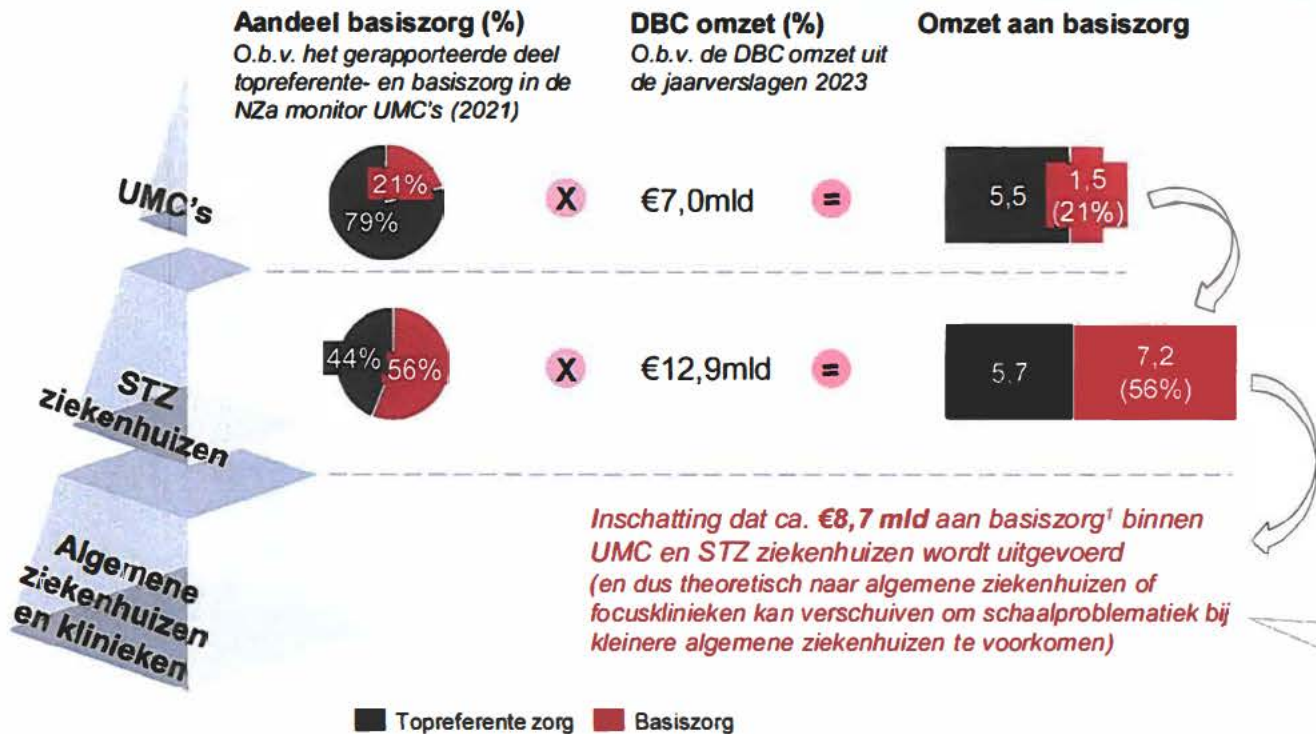 Aandeel basiszorg (%)
O.b.v. het gerapporteerde deel
topreferente- en basiszorg in de
NZa monitor UMC's (2021)
DBC omzet (%)
O.b.v. de DBC omzet uit
de jaarverslagen 2023
Omzet aan basiszorg
UMC's
21%
79%
X
€7,0mld
=
5,5
1,5
(21%)
STZ
ziekenhuizen
44%
56%
X
€12,9mld
=
5,7
7,2
(56%)
Algemene
ziekenhuizen
en klinieken
Inschatting dat ca. €8,7 mld aan basiszorg¹ binnen
UMC en STZ ziekenhuizen wordt uitgevoerd
(en dus theoretisch naar algemene ziekenhuizen of
focusklinieken kan verschuiven om schaalproblematiek bij
kleinere algemene ziekenhuizen te voorkomen)
Topreferente zorg
Basiszorg